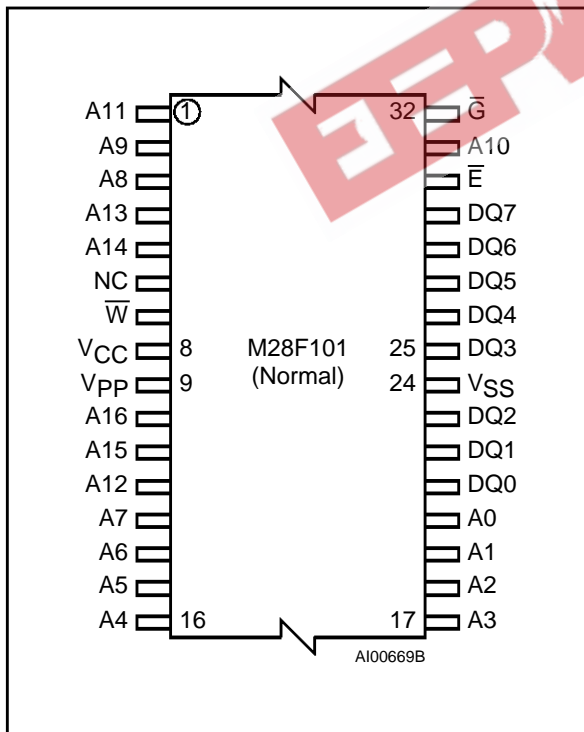 A11 1 32 G̅
A9 A10
A8 E̅
A13 DQ7
A14 DQ6
NC DQ5
W̅ DQ4
VCC 8 M28F101 25 DQ3
VPP 9 (Normal) 24 VSS
A16 DQ2
A15 DQ1
A12 DQ0
A7 A0
A6 A1
A5 A2
A4 16 17 A3
AI00669B